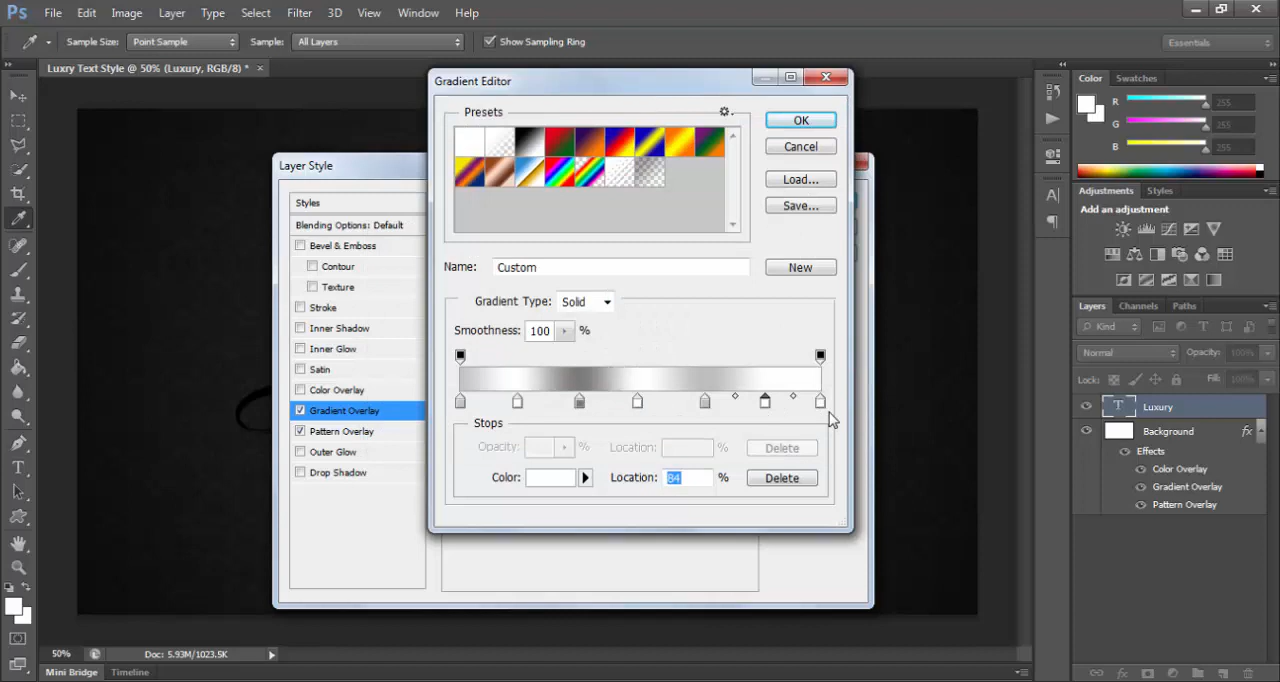 Ps File Edit Image Layer Type Select Filter 3D View Window Help
Sample Size: Point Sample Sample: All Layers Show Sampling Ring Essentials
Luxry Text Style @ 50% (Luxury, RGB/8) * ×
Gradient Editor
Presets
OK
Cancel
Load...
Save...
Name: Custom New
Gradient Type: Solid
Smoothness: 100 %
Stops
Opacity: % Location: % Delete
Color: Location: 84 % Delete
Layer Style
Styles
Blending Options: Default
Bevel & Emboss
Contour
Texture
Stroke
Inner Shadow
Inner Glow
Satin
Color Overlay
Gradient Overlay
Pattern Overlay
Outer Glow
Drop Shadow
Color Swatches
R 255
G 255
B 255
Adjustments Styles
Add an adjustment
Layers Channels Paths
Kind
Normal Opacity: 100%
Lock: Fill: 100%
T Luxury
Background fx
Effects
Color Overlay
Gradient Overlay
Pattern Overlay
50% Doc: 5.93M/1023.5K
Mini Bridge Timeline